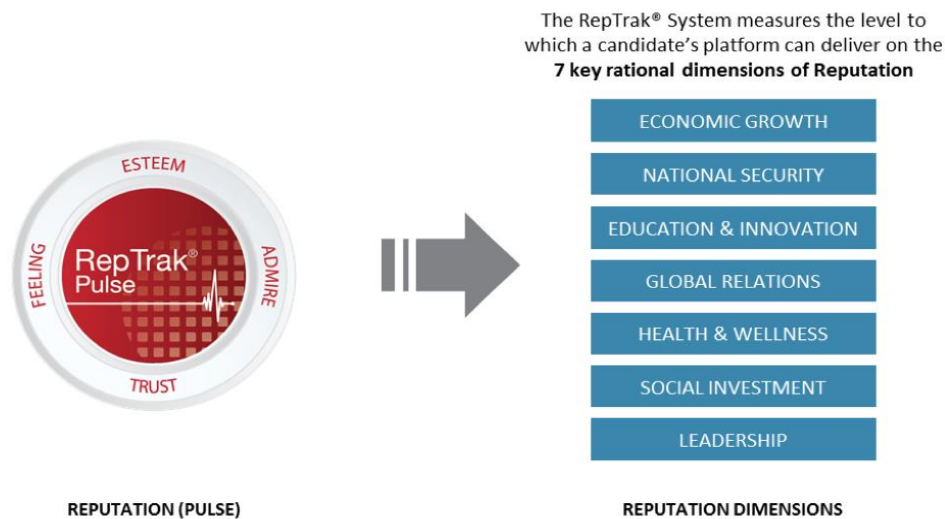 The RepTrak® System measures the level to
which a candidate's platform can deliver on the
7 key rational dimensions of Reputation
ESTEEM
FEELING
ADMIRE
TRUST
RepTrak®
Pulse
ECONOMIC GROWTH
NATIONAL SECURITY
EDUCATION & INNOVATION
GLOBAL RELATIONS
HEALTH & WELLNESS
SOCIAL INVESTMENT
LEADERSHIP
REPUTATION (PULSE)
REPUTATION DIMENSIONS